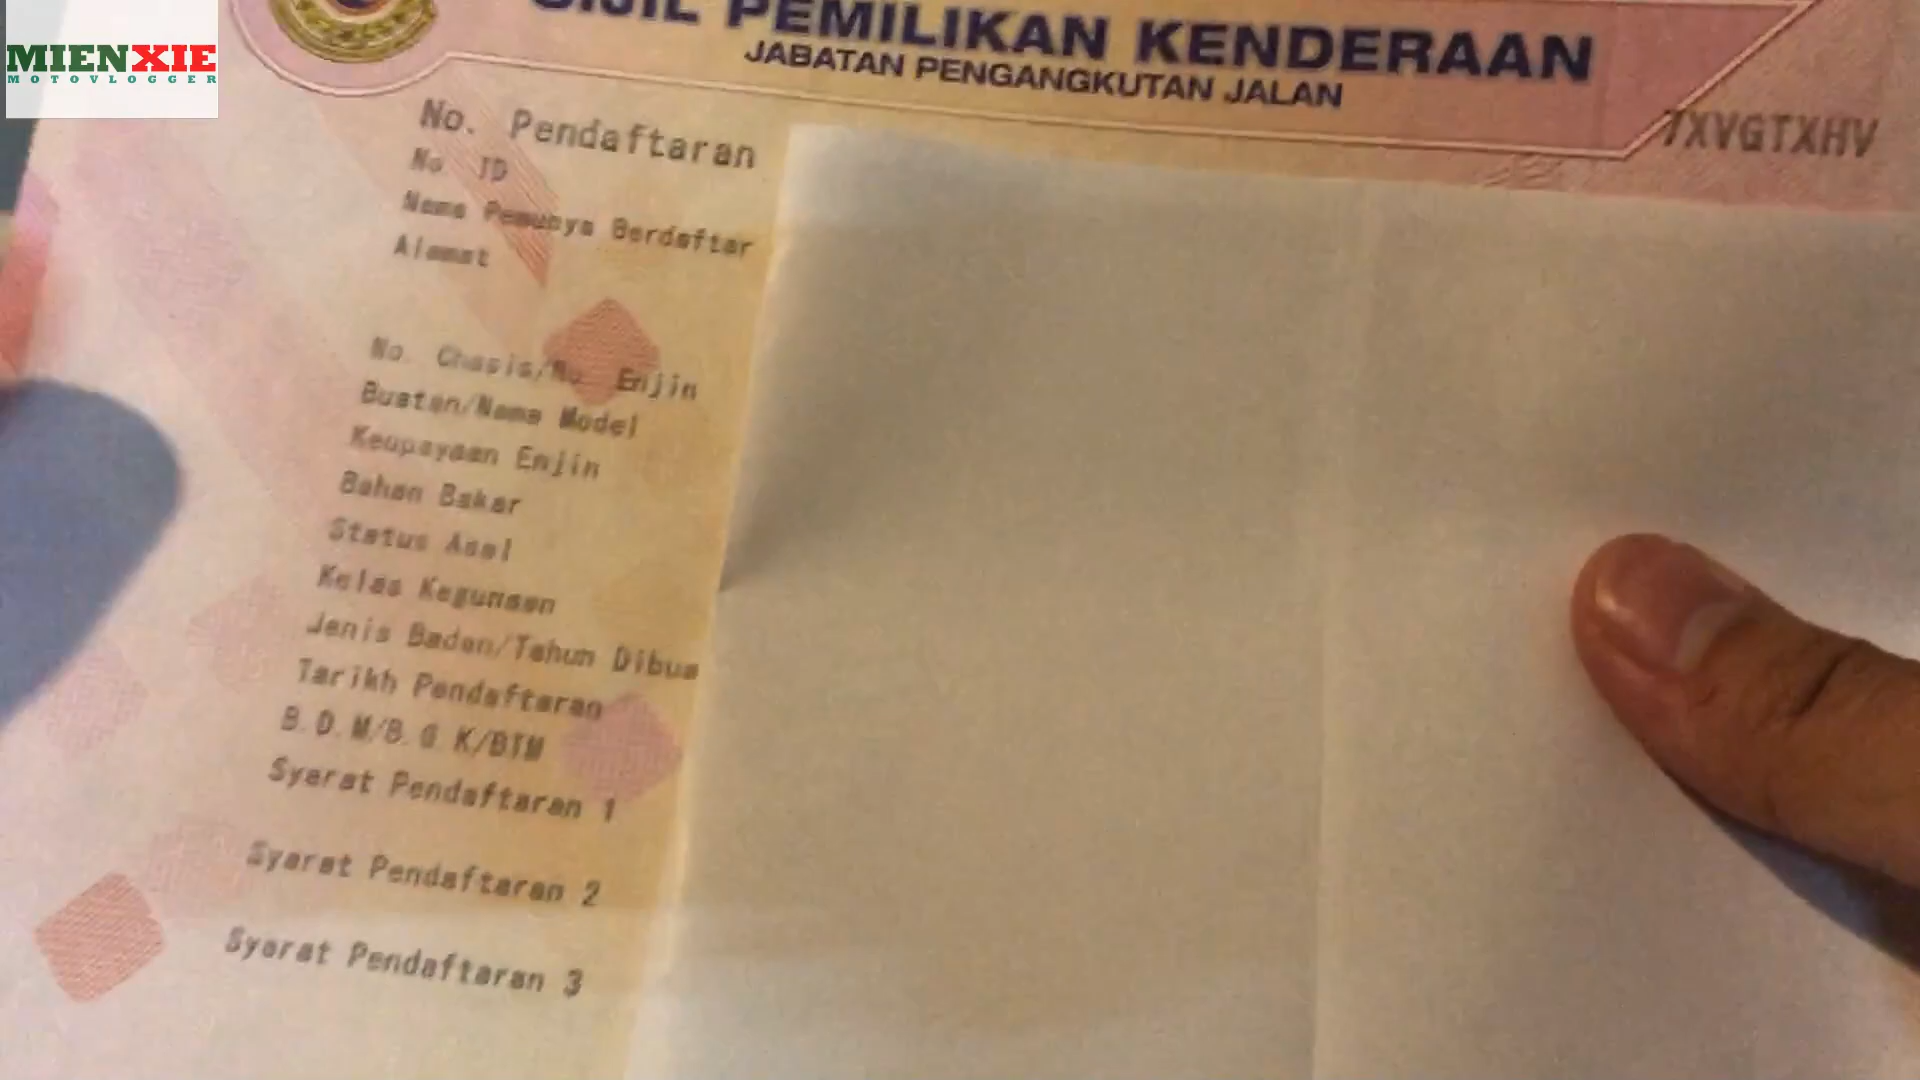 MIENXIE
MOTOVLOGGER
SIJIL PEMILIKAN KENDERAAN
JABATAN PENGANGKUTAN JALAN
7XVGTXHV
No. Pendaftaran
No ID
Nama Pemunya Berdaftar
Alamat
No. Chasis/No. Enjin
Buatan/Nama Model
Keupayaan Enjin
Bahan Bakar
Status Asal
Kelas Kegunaan
Jenis Badan/Tahun Dibua
Tarikh Pendaftaran
B.D.M/B.G.K/BTM
Syarat Pendaftaran 1
Syarat Pendaftaran 2
Syarat Pendaftaran 3